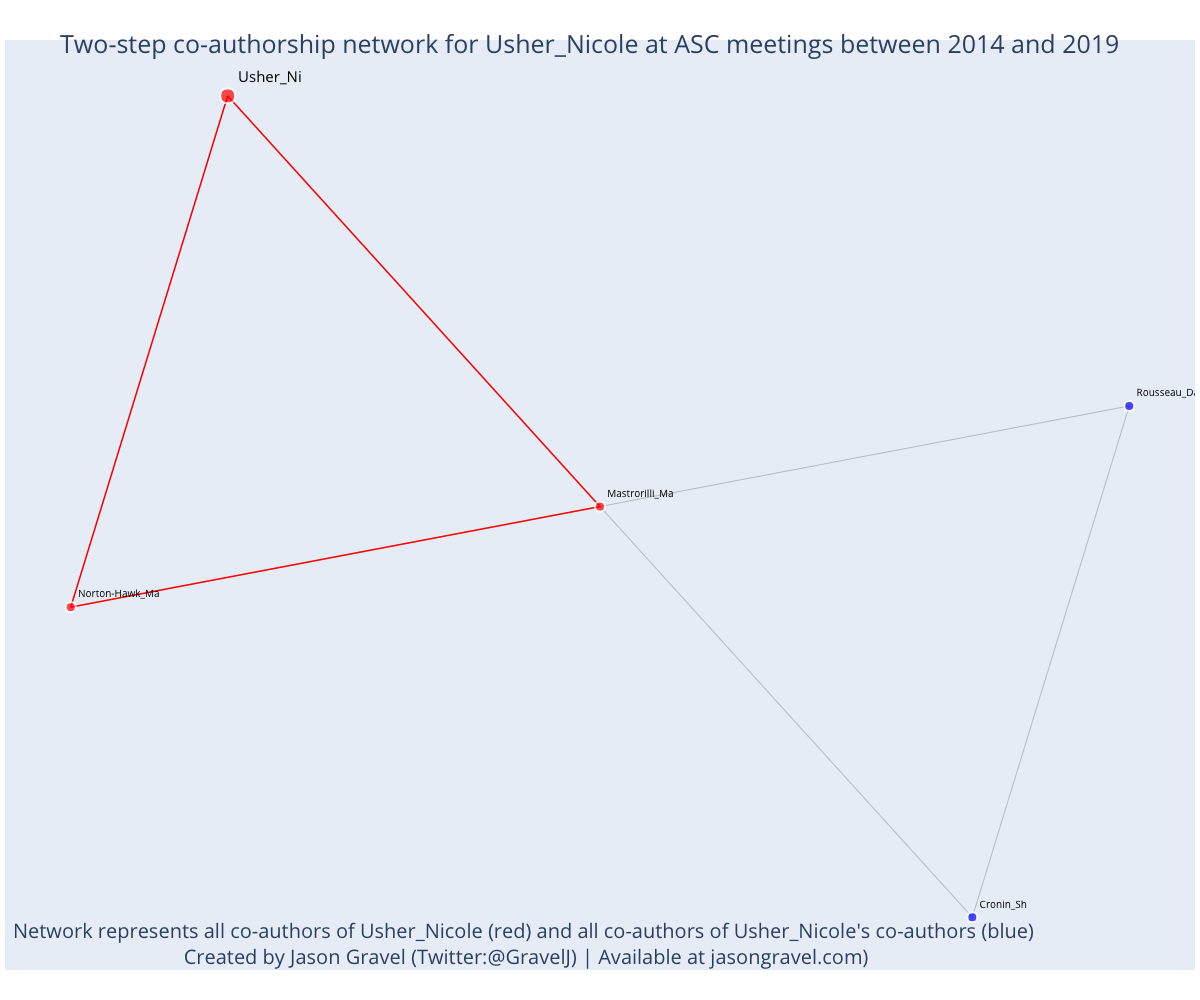 Two-step co-authorship network for Usher_Nicole at ASC meetings between 2014 and 2019
Usher_Ni
Rousseau_Da
Mastrorilli_Ma
Norton-Hawk_Ma
Cronin_Sh
Network represents all co-authors of Usher_Nicole (red) and all co-authors of Usher_Nicole's co-authors (blue)
Created by Jason Gravel (Twitter:@GravelJ) | Available at jasongravel.com)